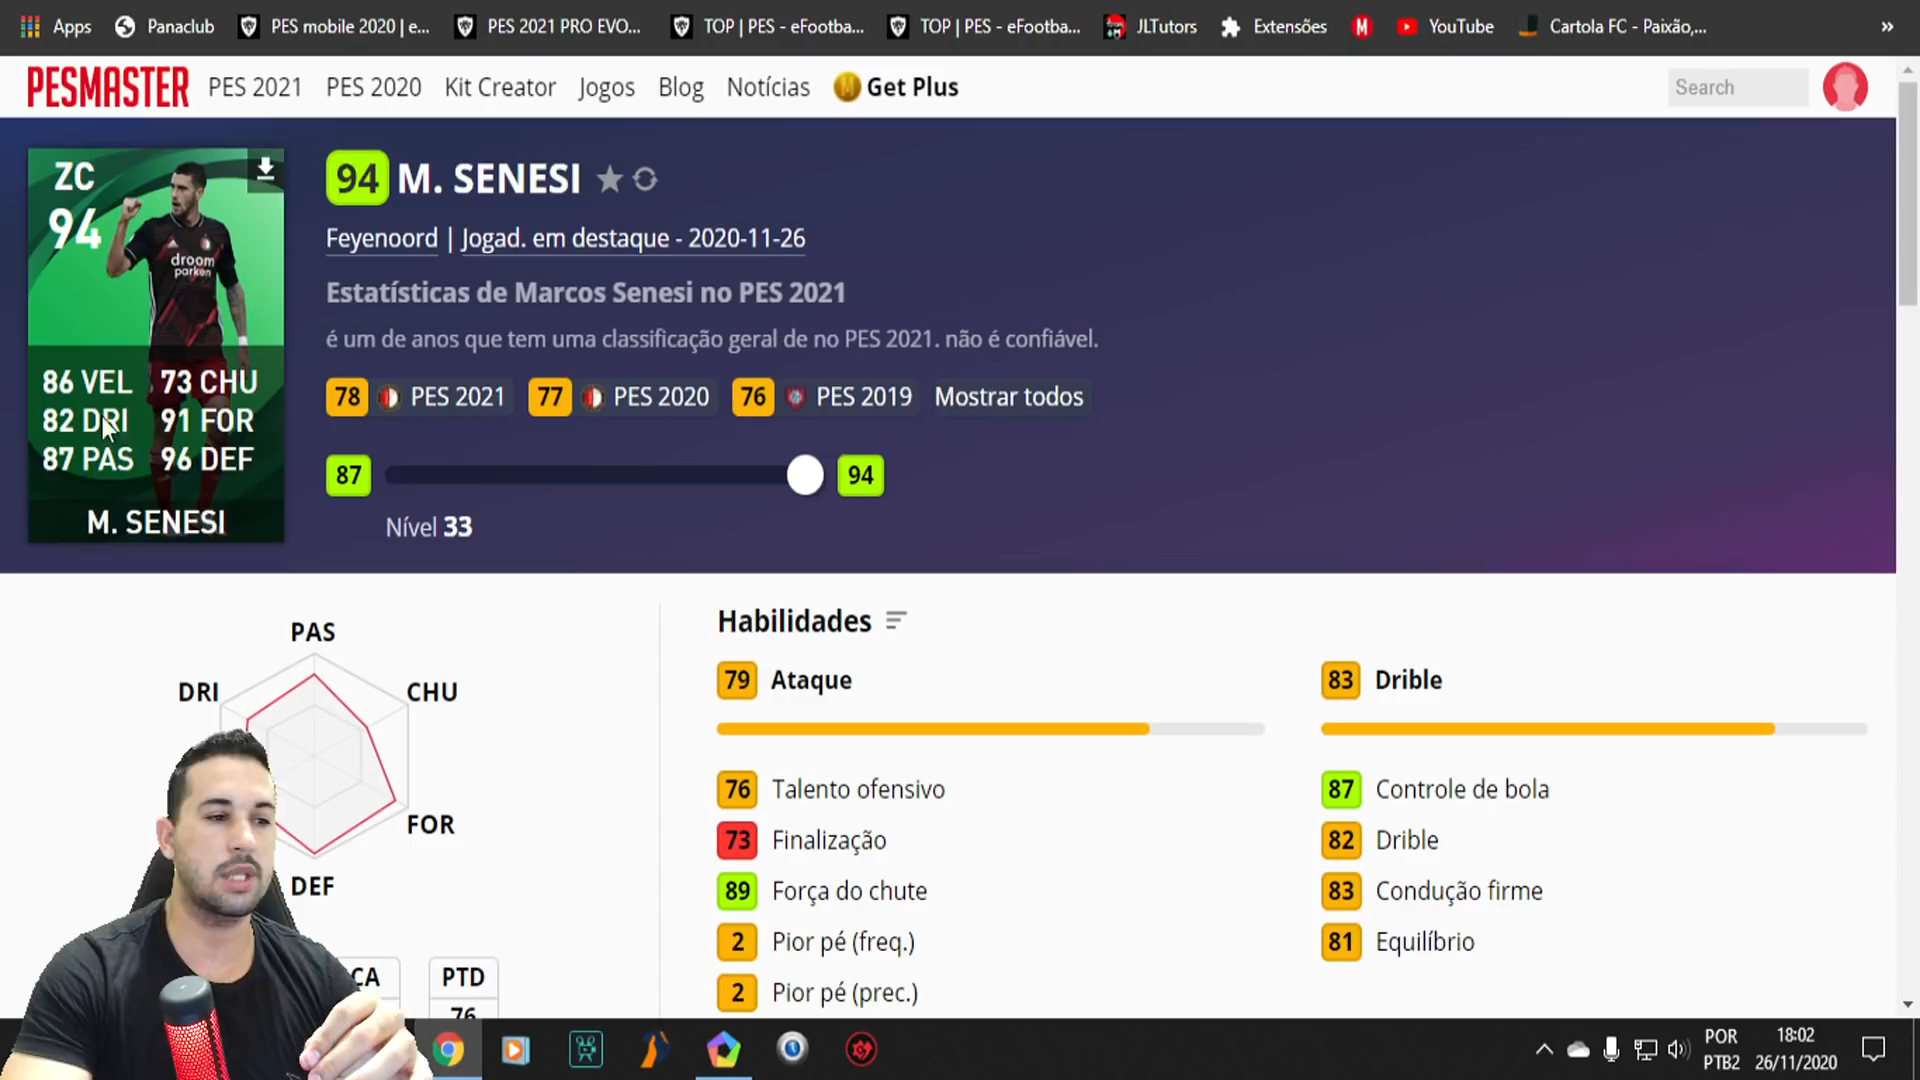 Apps Panaclub PES mobile 2020 | e... PES 2021 PRO EVO... TOP | PES - eFootba... TOP | PES - eFootba... JLTutors Extensões M YouTube Cartola FC - Paixão,... »
PESMASTER PES 2021 PES 2020 Kit Creator Jogos Blog Notícias Get Plus Search
ZC
94
droom
parken
86 VEL 73 CHU
82 DRI 91 FOR
87 PAS 96 DEF
M. SENESI
94 M. SENESI
Feyenoord | Jogad. em destaque - 2020-11-26
Estatísticas de Marcos Senesi no PES 2021
é um de anos que tem uma classificação geral de no PES 2021. não é confiável.
78 PES 2021 77 PES 2020 76 PES 2019 Mostrar todos
87 94
Nível 33
PAS
DRI CHU
FOR
DEF
CA PTD
76
Habilidades
79 Ataque
76 Talento ofensivo
73 Finalização
89 Força do chute
2 Pior pé (freq.)
2 Pior pé (prec.)
83 Drible
87 Controle de bola
82 Drible
83 Condução firme
81 Equilíbrio
POR
PTB2
18:02
26/11/2020